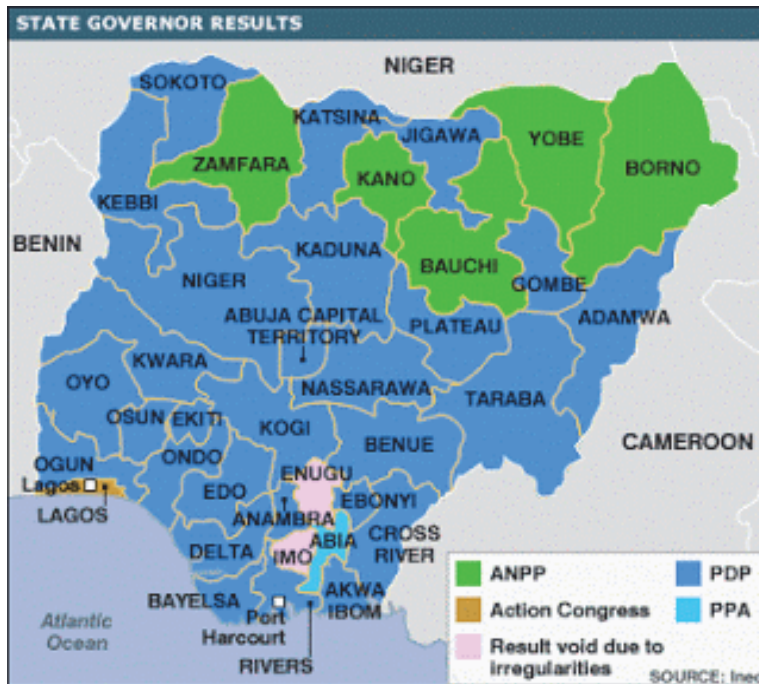 STATE GOVERNOR RESULTS
NIGER
SOKOTO
KATSINA
JIGAWA
YOBE
ZAMFARA
KANO
BORNO
KEBBI
BENIN
KADUNA
BAUCHI
NIGER
GOMBE
ABUJA CAPITAL
TERRITORY
PLATEAU
ADAMWA
KWARA
OYO
NASSARAWA
TARABA
OSUN
EKITI
KOGI
BENUE
CAMEROON
OGUN
ONDO
ENUGU
Lagos
EDO
EBONYI
LAGOS
ANAMBRA
DELTA
IMO
ABIA
CROSS
RIVER
BAYELSA
Port
Harcourt
AKWA
IBOM
RIVERS
Atlantic
Ocean
ANPP
PDP
Action Congress
PPA
Result void due to
irregularities
SOURCE: Inec